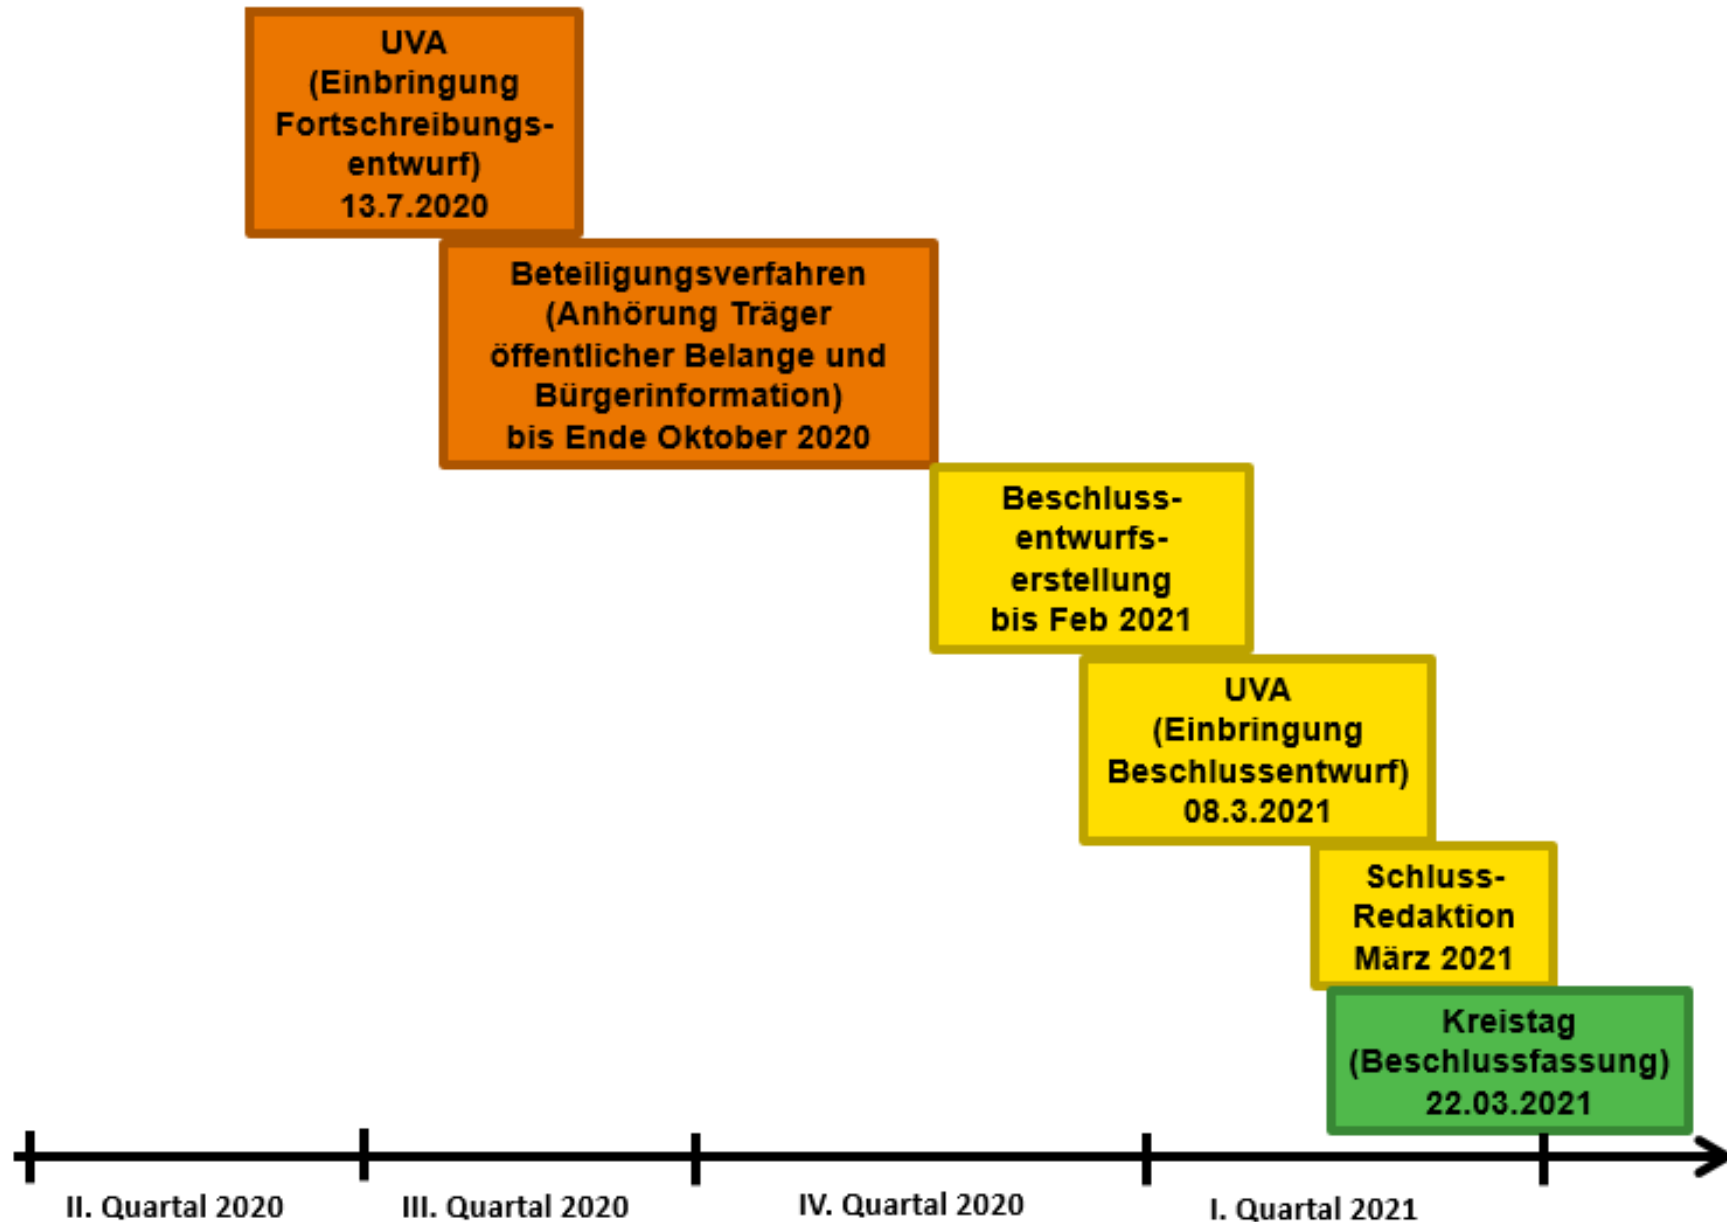 UVA
(Einbringung
Fortschreibungs-
entwurf)
13.7.2020
Beteiligungsverfahren
(Anhörung Träger
öffentlicher Belange und
Bürgerinformation)
bis Ende Oktober 2020
Beschluss-
entwurfs-
erstellung
bis Feb 2021
UVA
(Einbringung
Beschlussentwurf)
08.3.2021
Schluss-
Redaktion
März 2021
Kreistag
(Beschlussfassung)
22.03.2021
II. Quartal 2020
III. Quartal 2020
IV. Quartal 2020
I. Quartal 2021